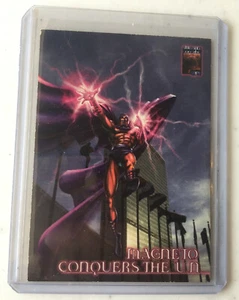 MAGNETO
CONQUERS THE U.N.